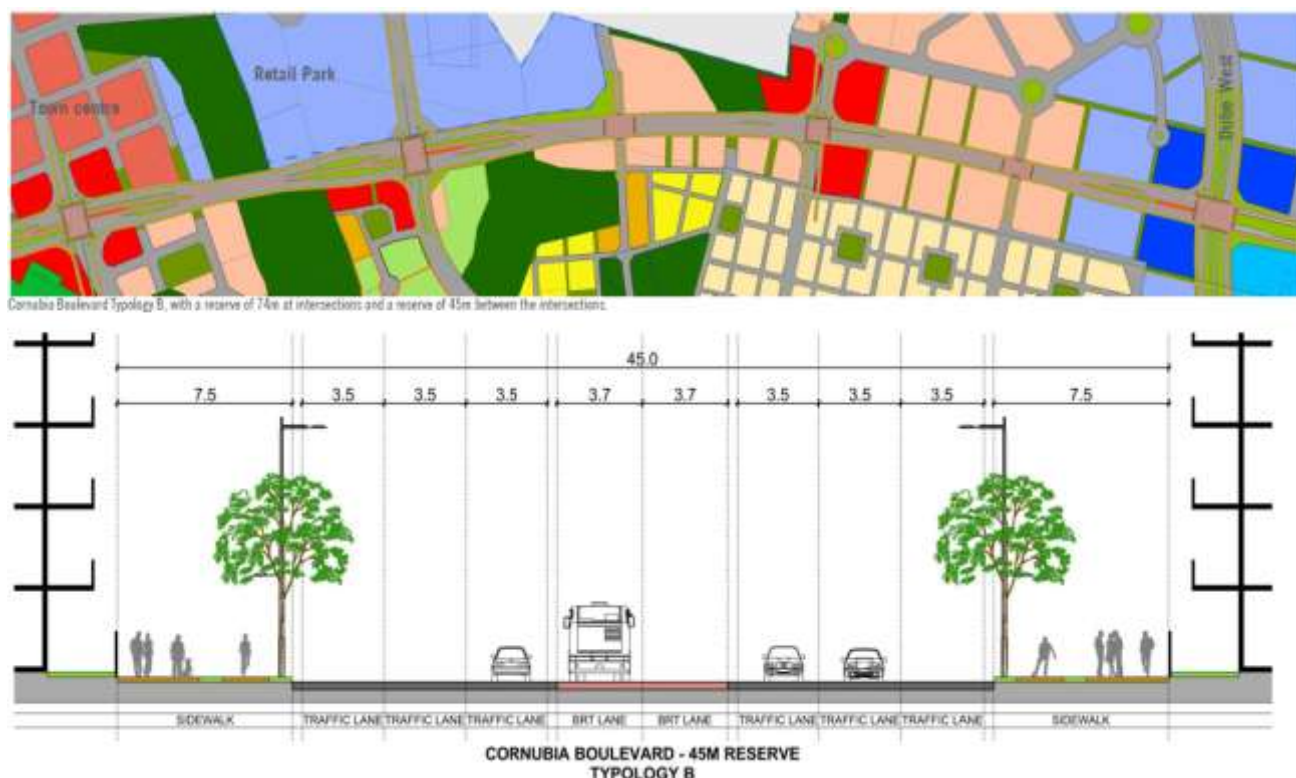 Retail Park
Town centre
Dube West
Cornubia Boulevard Typology B, with a reserve of 74m at intersections and a reserve of 45m between the intersections.
45.0
7.5 3.5 3.5 3.5 3.7 3.7 3.5 3.5 3.5 7.5
SIDEWALK TRAFFIC LANE TRAFFIC LANE TRAFFIC LANE BRT LANE BRT LANE TRAFFIC LANE TRAFFIC LANE TRAFFIC LANE SIDEWALK
CORNUBIA BOULEVARD - 45M RESERVE
TYPOLOGY B